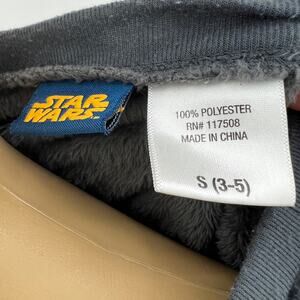 STAR
WARS
100% POLYESTER
RN# 117508
MADE IN CHINA
S (3-5)